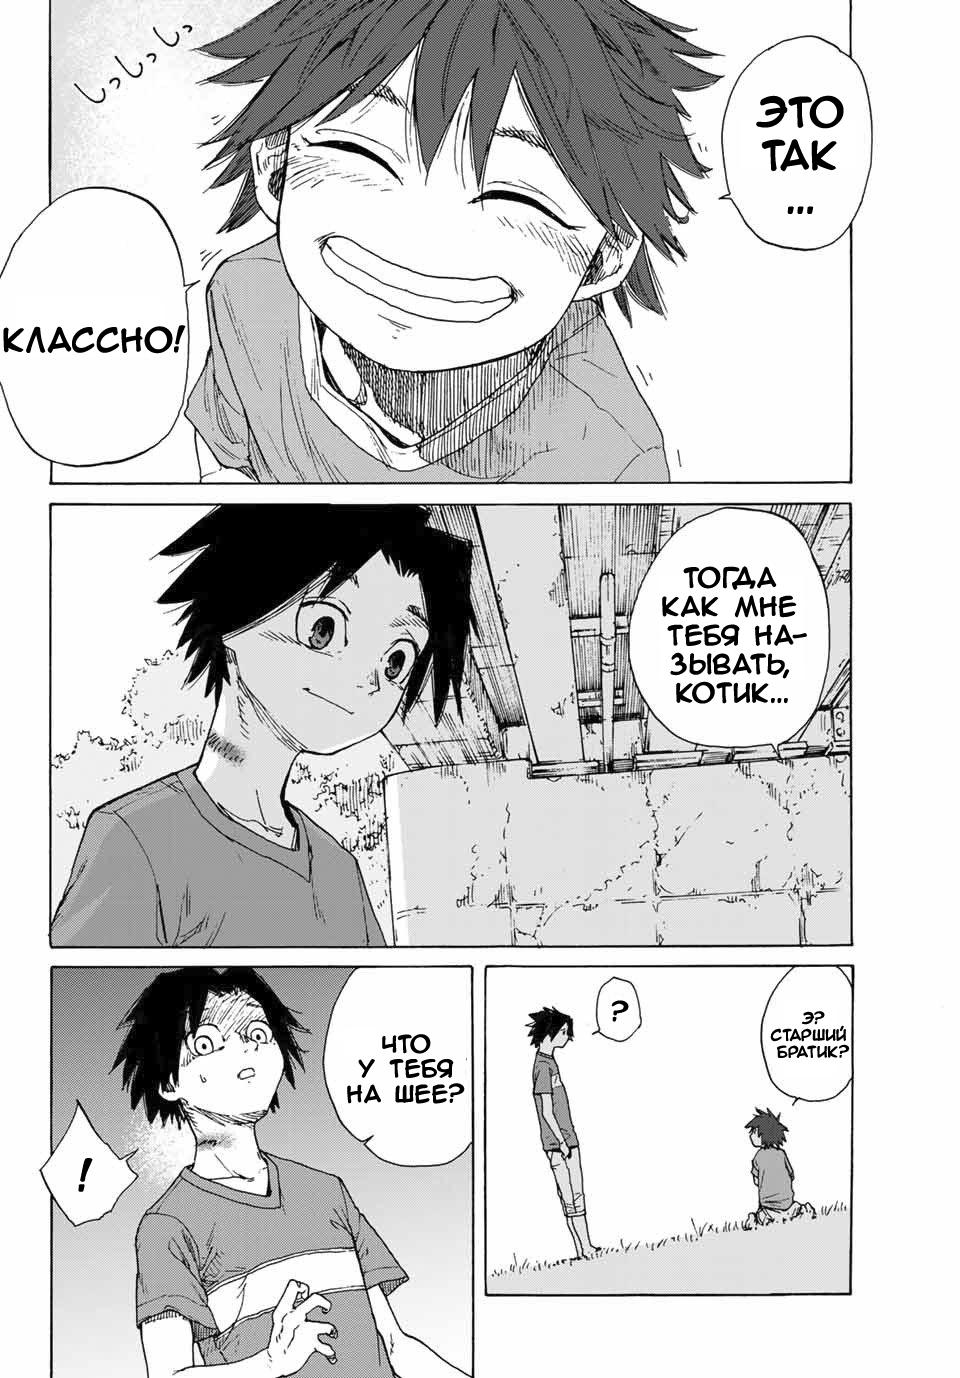 ЭТО
ТАК
...
しっしっしっ
КЛАССНО!
ТОГДА
КАК МНЕ
ТЕБЯ НА-
ЗЫВАТЬ,
КОТИК...
Э?
СТАРШИЙ
БРАТИК?
?
ЧТО
У ТЕБЯ
НА ШЕЕ?
!